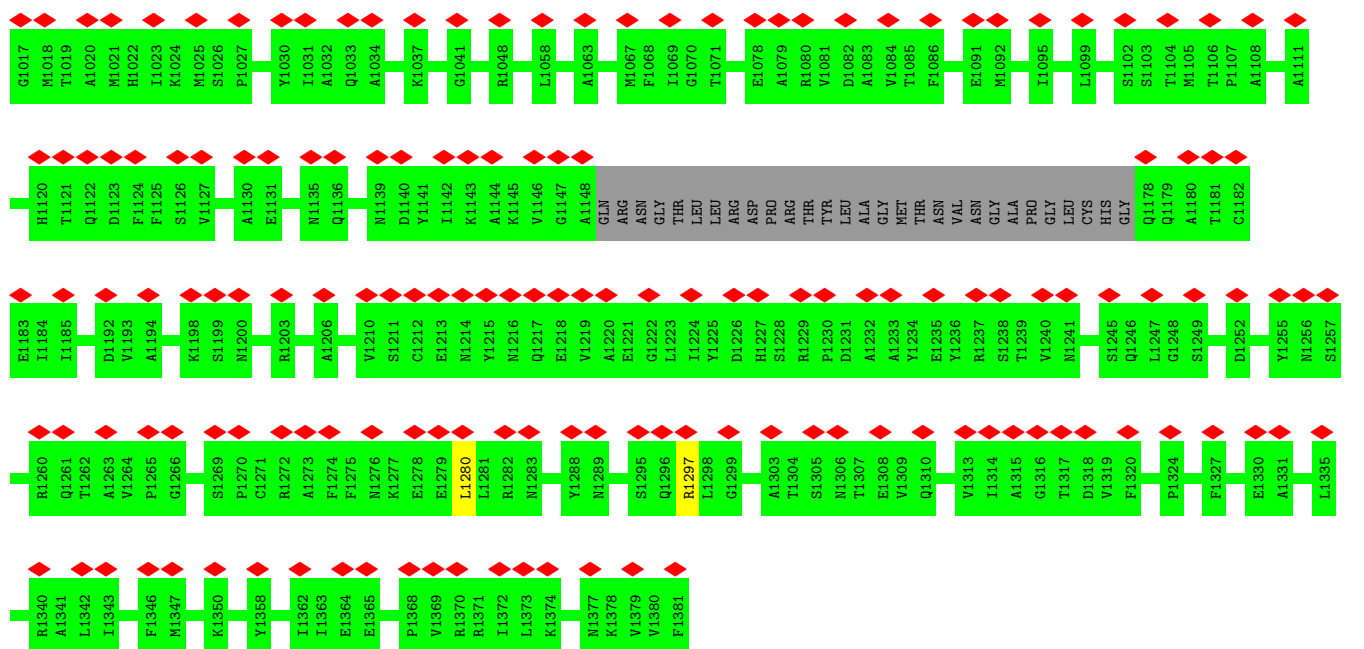 G1017 M1018 T1019 A1020 M1021 H1022 I1023 K1024 M1025 S1026 P1027 Y1030 I1031 A1032 Q1033 A1034 K1037 G1041 R1048 L1058 A1063 M1067 F1068 I1069 G1070 T1071 E1078 A1079 R1080 V1081 D1082 A1083 V1084 T1085 F1086 E1091 M1092 I1095 L1099 S1102 S1103 T1104 M1105 T1106 P1107 A1108 A1111
H1120 T1121 Q1122 D1123 F1124 F1125 S1126 V1127 A1130 E1131 N1135 Q1136 N1139 D1140 Y1141 I1142 K1143 A1144 K1145 V1146 G1147 A1148 GLN ARG ASN GLY THR LEU LEU ARG ASP PRO ARG THR TYR LEU ALA GLY MET THR ASN VAL ASN GLY ALA PRO GLY LEU CYS HIS GLY Q1178 Q1179 A1180 T1181 C1182
E1183 I1184 I1185 D1192 V1193 A1194 K1198 S1199 N1200 R1203 A1206 V1210 S1211 C1212 E1213 N1214 Y1215 N1216 Q1217 E1218 V1219 A1220 E1221 G1222 L1223 I1224 Y1225 D1226 H1227 S1228 R1229 P1230 D1231 A1232 A1233 Y1234 E1235 Y1236 R1237 S1238 T1239 V1240 N1241 S1245 Q1246 L1247 G1248 S1249 D1252 Y1255 N1256 S1257
R1260 Q1261 T1262 A1263 V1264 P1265 G1266 S1269 P1270 C1271 R1272 A1273 F1274 F1275 N1276 K1277 E1278 E1279 L1280 L1281 R1282 N1283 Y1288 N1289 S1295 Q1296 R1297 L1298 G1299 A1303 T1304 S1305 N1306 T1307 E1308 V1309 Q1310 V1313 I1314 A1315 G1316 T1317 D1318 V1319 F1320 P1324 F1327 E1330 A1331 L1335
R1340 A1341 L1342 I1343 F1346 M1347 K1350 Y1358 I1362 I1363 E1364 E1365 P1368 V1369 R1370 R1371 I1372 L1373 K1374 N1377 K1378 V1379 V1380 F1381